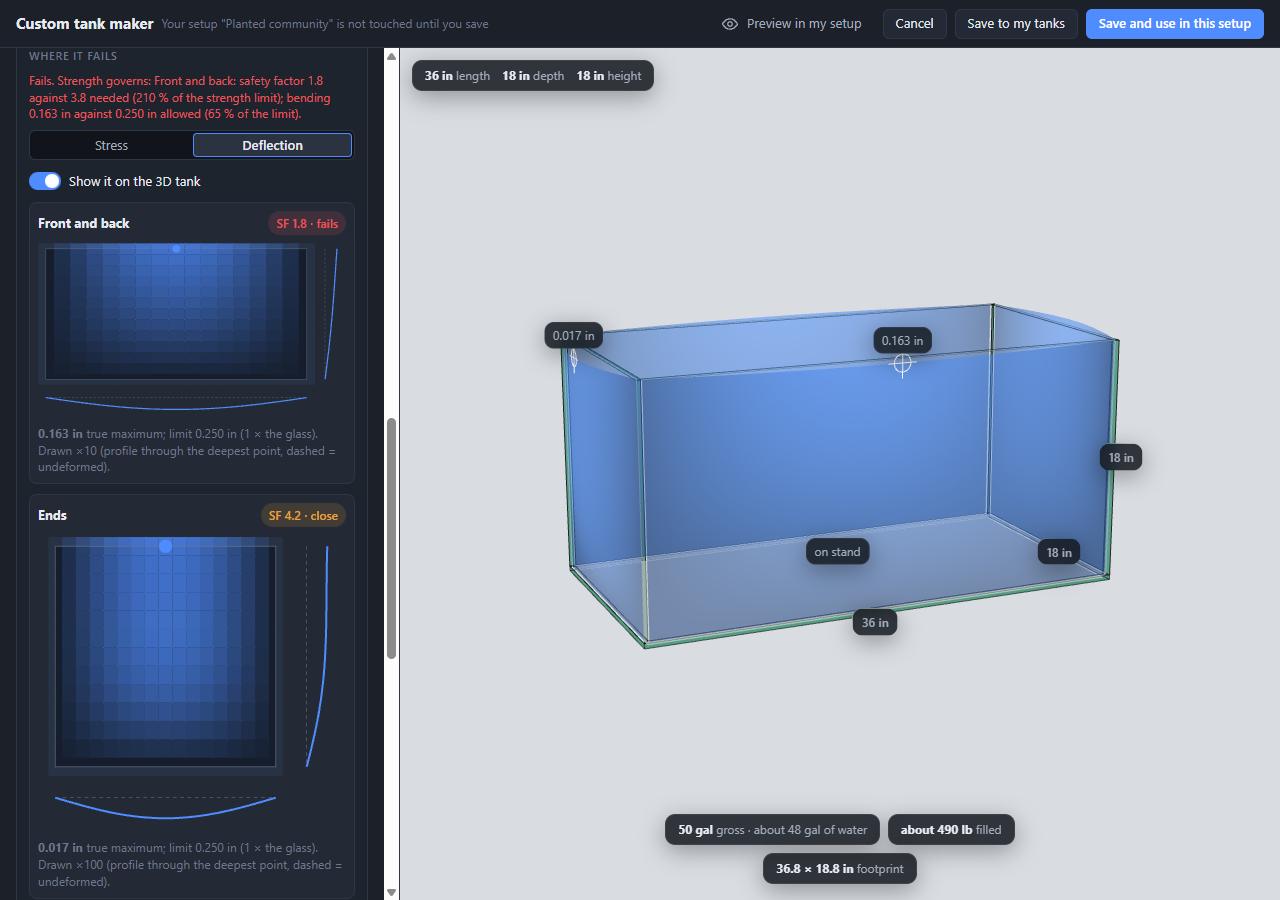 Custom tank maker
Your setup "Planted community" is not touched until you save
Preview in my setup
Cancel
Save to my tanks
Save and use in this setup
WHERE IT FAILS
Fails. Strength governs: Front and back: safety factor 1.8
against 3.8 needed (210 % of the strength limit); bending
0.163 in against 0.250 in allowed (65 % of the limit).
Stress
Deflection
Show it on the 3D tank
Front and back
SF 1.8 · fails
0.163 in true maximum; limit 0.250 in (1 × the glass).
Drawn ×10 (profile through the deepest point, dashed =
undeformed).
Ends
SF 4.2 · close
0.017 in true maximum; limit 0.250 in (1 × the glass).
Drawn ×100 (profile through the deepest point, dashed =
undeformed).
36 in length 18 in depth 18 in height
0.017 in
0.163 in
18 in
on stand
18 in
36 in
50 gal gross · about 48 gal of water
about 490 lb filled
36.8 × 18.8 in footprint